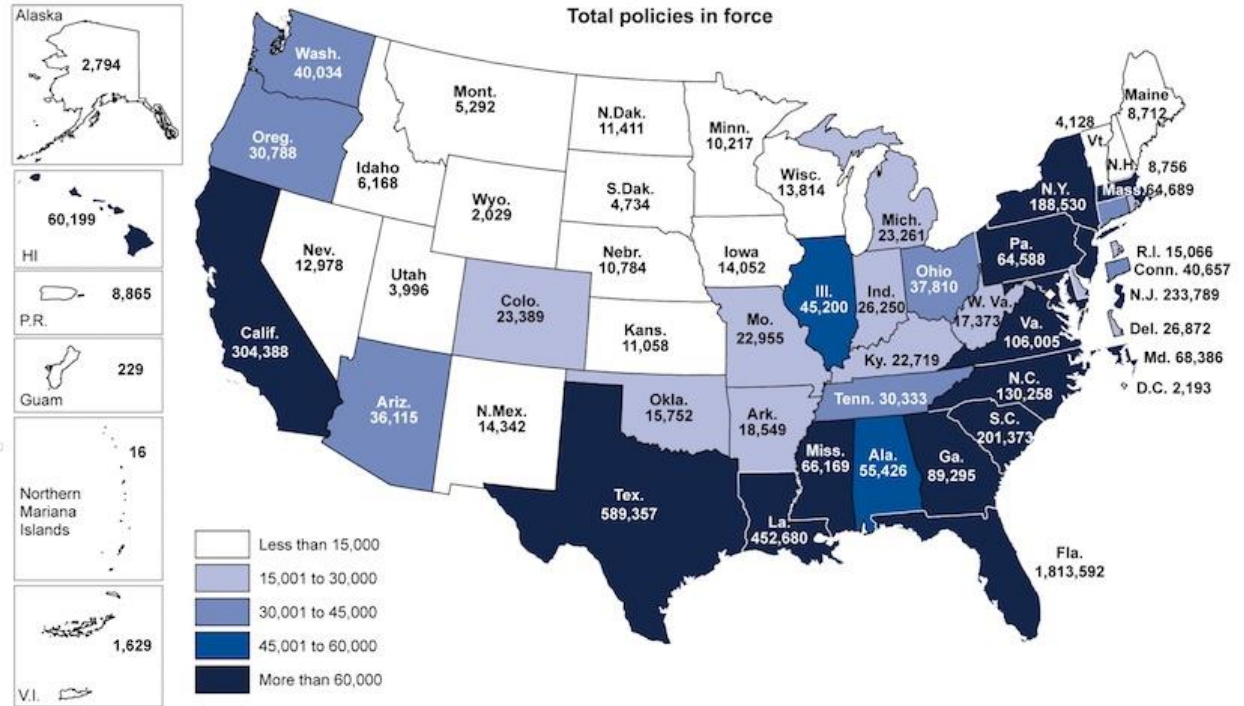 Total policies in force
Alaska
2,794
60,199
HI
8,865
P.R.
229
Guam
16
Northern
Mariana
Islands
1,629
V.I.
Wash.
40,034
Oreg.
30,788
Calif.
304,388
Nev.
12,978
Idaho
6,168
Mont.
5,292
Wyo.
2,029
Utah
3,996
Colo.
23,389
Ariz.
36,115
N.Mex.
14,342
N.Dak.
11,411
S.Dak.
4,734
Nebr.
10,784
Kans.
11,058
Okla.
15,752
Tex.
589,357
Minn.
10,217
Iowa
14,052
Mo.
22,955
Ark.
18,549
La.
452,680
Wisc.
13,814
Ill.
45,200
Mich.
23,261
Ind.
26,250
Ohio
37,810
Ky. 22,719
Tenn. 30,333
Miss.
66,169
Ala.
55,426
Ga.
89,295
Fla.
1,813,592
S.C.
201,373
N.C.
130,258
Va.
106,005
W. Va.
17,373
Pa.
64,588
N.Y.
188,530
4,128
Vt.
N.H.
8,756
Maine
8,712
Mass. 64,689
R.I. 15,066
Conn. 40,657
N.J. 233,789
Del. 26,872
Md. 68,386
D.C. 2,193
Less than 15,000
15,001 to 30,000
30,001 to 45,000
45,001 to 60,000
More than 60,000